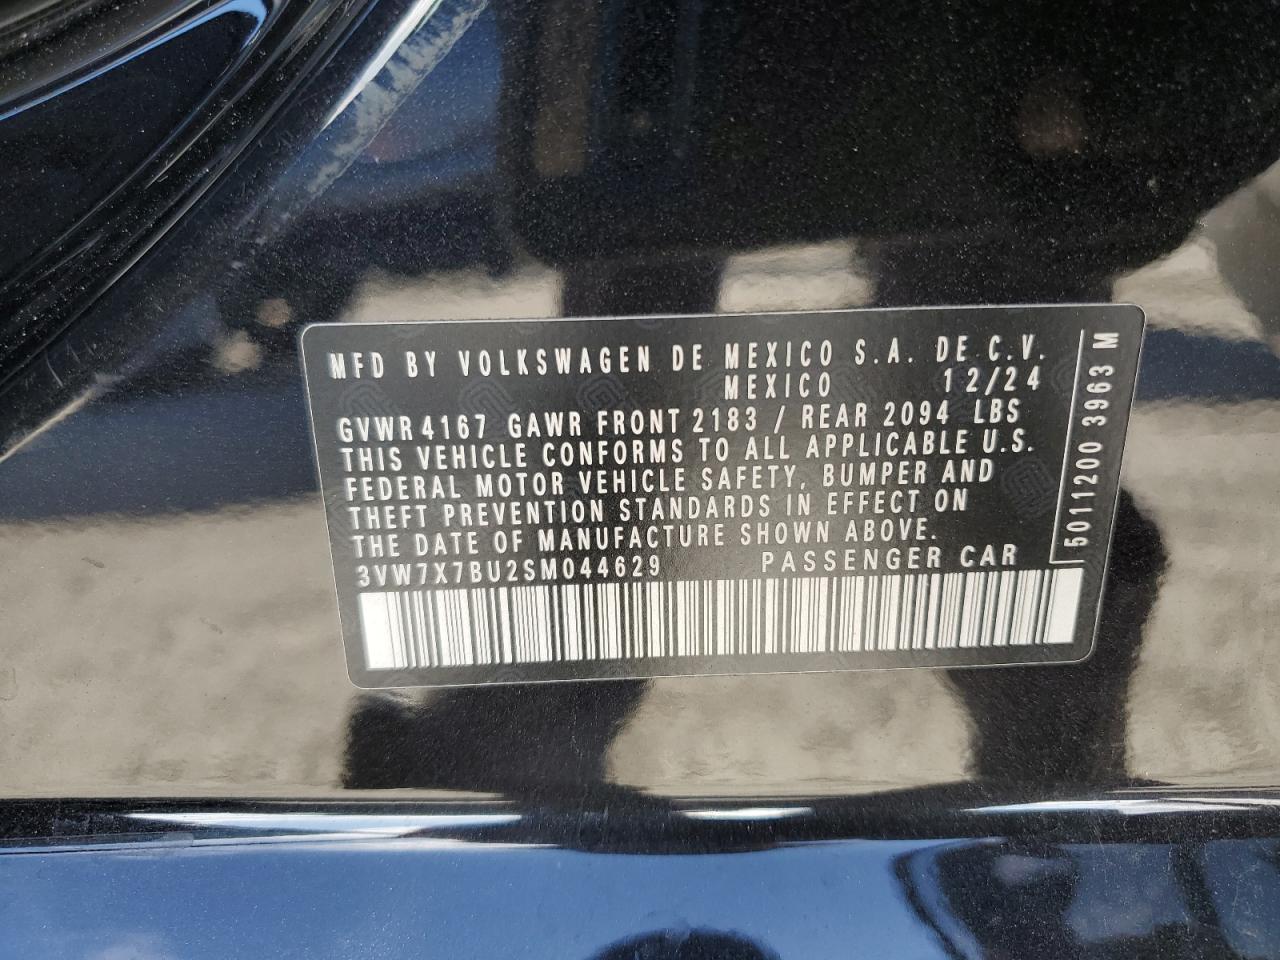 MFD BY VOLKSWAGEN DE MEXICO S.A. DE C.V.
MEXICO 12/24
GVWR 4167 GAWR FRONT 2183 / REAR 2094 LBS
THIS VEHICLE CONFORMS TO ALL APPLICABLE U.S.
FEDERAL MOTOR VEHICLE SAFETY, BUMPER AND
THEFT PREVENTION STANDARDS IN EFFECT ON
THE DATE OF MANUFACTURE SHOWN ABOVE.
3VW7X7BU2SM044629 PASSENGER CAR
5011200 3963 M